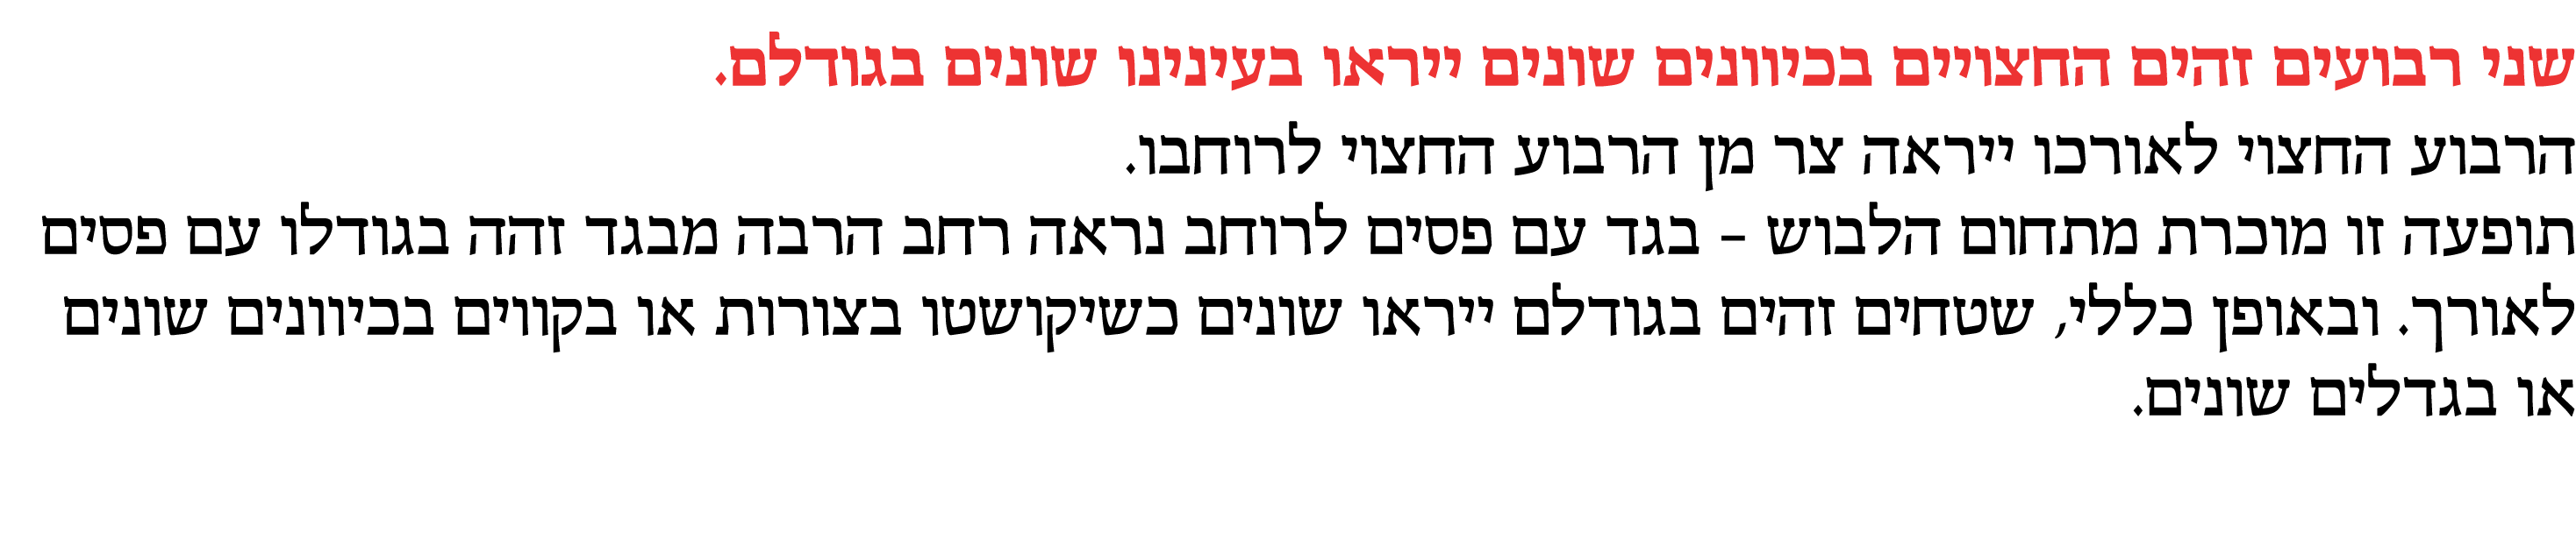 שני רבועים זהים החצויים בכיוונים שונים ייראו בעינינו שונים בגודלם.
הרבוע החצוי לאורכו ייראה צר מן הרבוע החצוי לרוחבו.
תופעה זו מוכרת מתחום הלבוש – בגד עם פסים לרוחב נראה רחב הרבה מבגד זהה בגודלו עם פסים
לאורך. ובאופן כללי, שטחים זהים בגודלם ייראו שונים כשיקושטו בצורות או בקווים בכיוונים שונים
או בגדלים שונים.